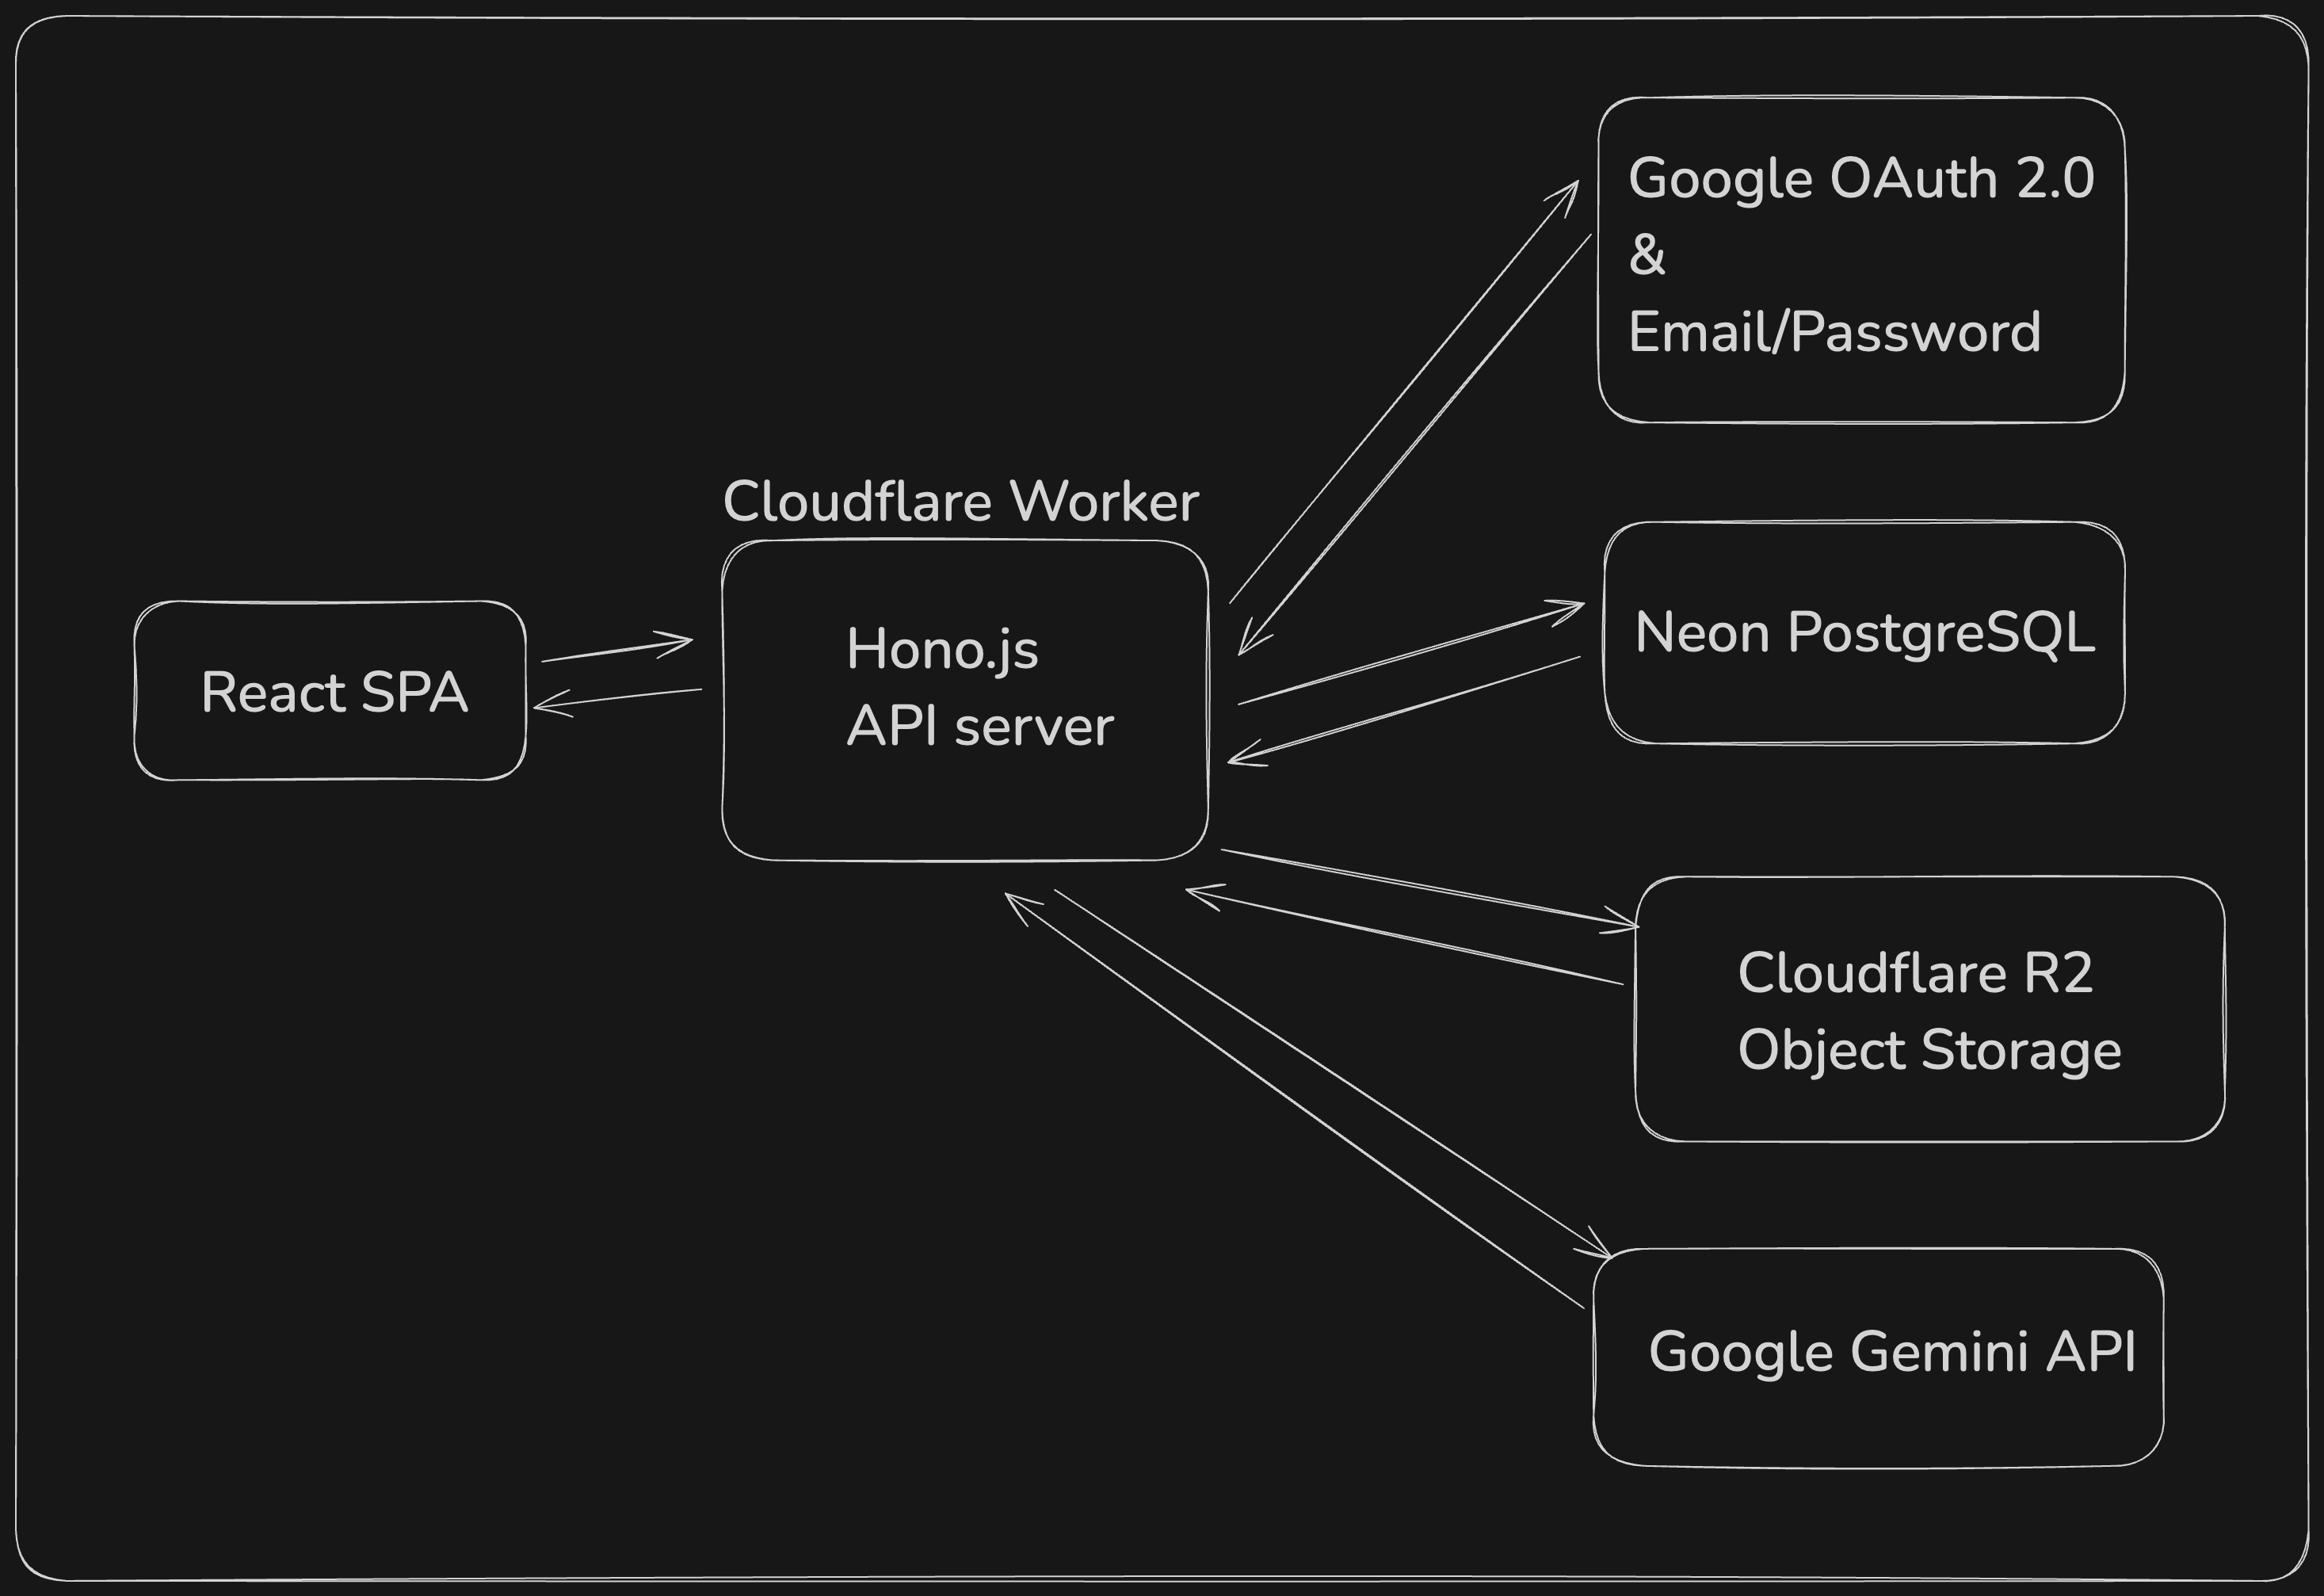 Google OAuth 2.0
&
Email/Password
Cloudflare Worker
Hono.js
API server
React SPA
Neon PostgreSQL
Cloudflare R2
Object Storage
Google Gemini API